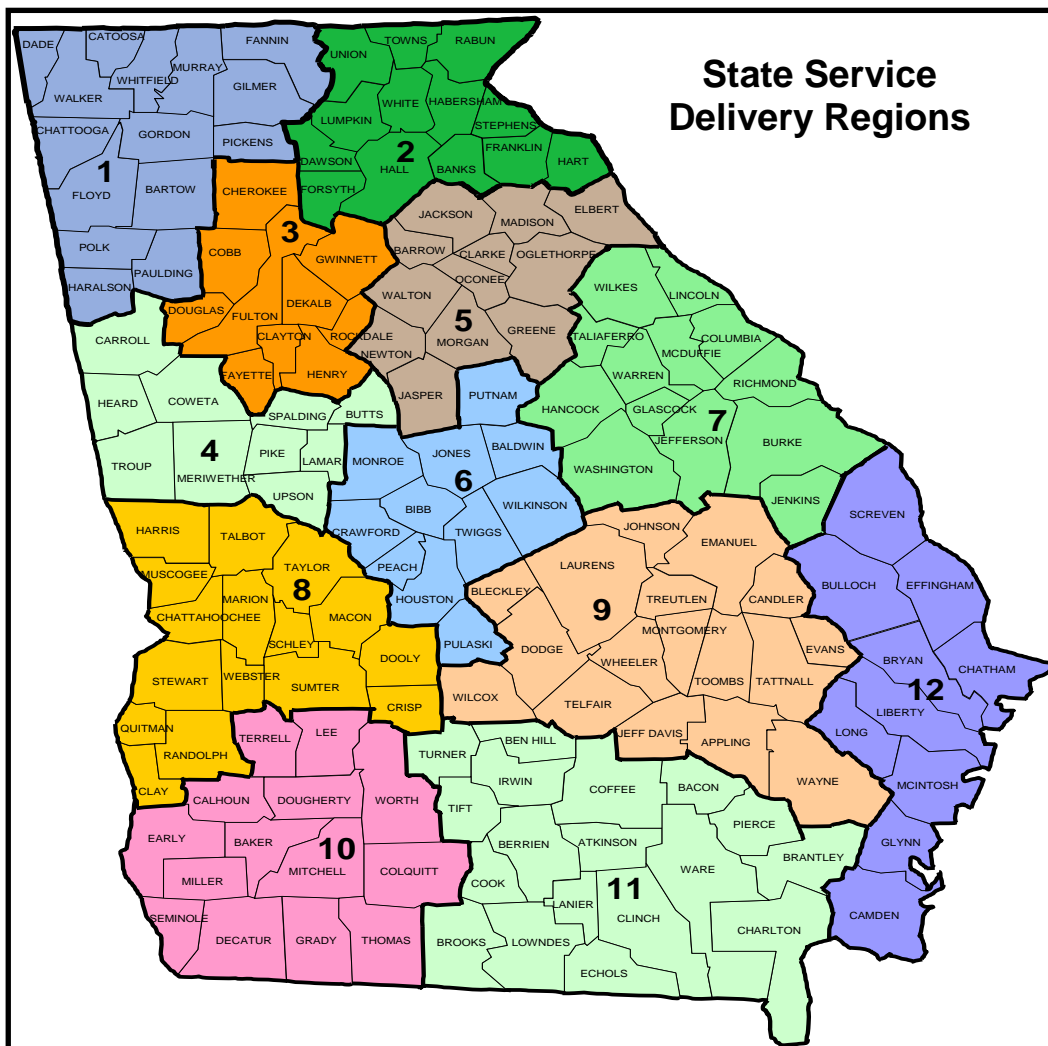 State Service
Delivery Regions
DADE
CATOOSA
FANNIN
WHITFIELD
MURRAY
WALKER
GILMER
CHATTOOGA
GORDON
PICKENS
1
FLOYD
BARTOW
POLK
PAULDING
HARALSON
TOWNS
RABUN
UNION
WHITE
HABERSHAM
LUMPKIN
STEPHENS
DAWSON
2
HALL
FRANKLIN
BANKS
HART
FORSYTH
CHEROKEE
3
COBB
GWINNETT
DEKALB
DOUGLAS
FULTON
CLAYTON
ROCKDALE
FAYETTE
HENRY
JACKSON
MADISON
ELBERT
BARROW
CLARKE
OGLETHORPE
OCONEE
WALTON
5
MORGAN
GREENE
NEWTON
JASPER
CARROLL
HEARD
COWETA
SPALDING
BUTTS
4
TROUP
MERIWETHER
PIKE
LAMAR
UPSON
PUTNAM
MONROE
JONES
BALDWIN
6
BIBB
WILKINSON
CRAWFORD
TWIGGS
PEACH
HOUSTON
PULASKI
WILKES
LINCOLN
TALIAFERRO
COLUMBIA
MCDUFFIE
WARREN
RICHMOND
HANCOCK
GLASCOCK
7
JEFFERSON
BURKE
WASHINGTON
JENKINS
HARRIS
TALBOT
MUSCOGEE
TAYLOR
8
MARION
MACON
CHATTAHOOCHEE
SCHLEY
DOOLY
STEWART
WEBSTER
SUMTER
CRISP
QUITMAN
RANDOLPH
CLAY
JOHNSON
EMANUEL
LAURENS
BLECKLEY
TREUTLEN
CANDLER
9
MONTGOMERY
DODGE
WHEELER
EVANS
TOOMBS
TATTNALL
WILCOX
TELFAIR
JEFF DAVIS
APPLING
WAYNE
TERRELL
LEE
CALHOUN
DOUGHERTY
WORTH
EARLY
BAKER
10
MITCHELL
COLQUITT
MILLER
SEMINOLE
DECATUR
GRADY
THOMAS
TURNER
BEN HILL
IRWIN
COFFEE
BACON
TIFT
PIERCE
BERRIEN
ATKINSON
WARE
BRANTLEY
COOK
11
LANIER
CLINCH
CHARLTON
BROOKS
LOWNDES
ECHOLS
SCREVEN
BULLOCH
EFFINGHAM
BRYAN
CHATHAM
12
LIBERTY
LONG
MCINTOSH
GLYNN
CAMDEN